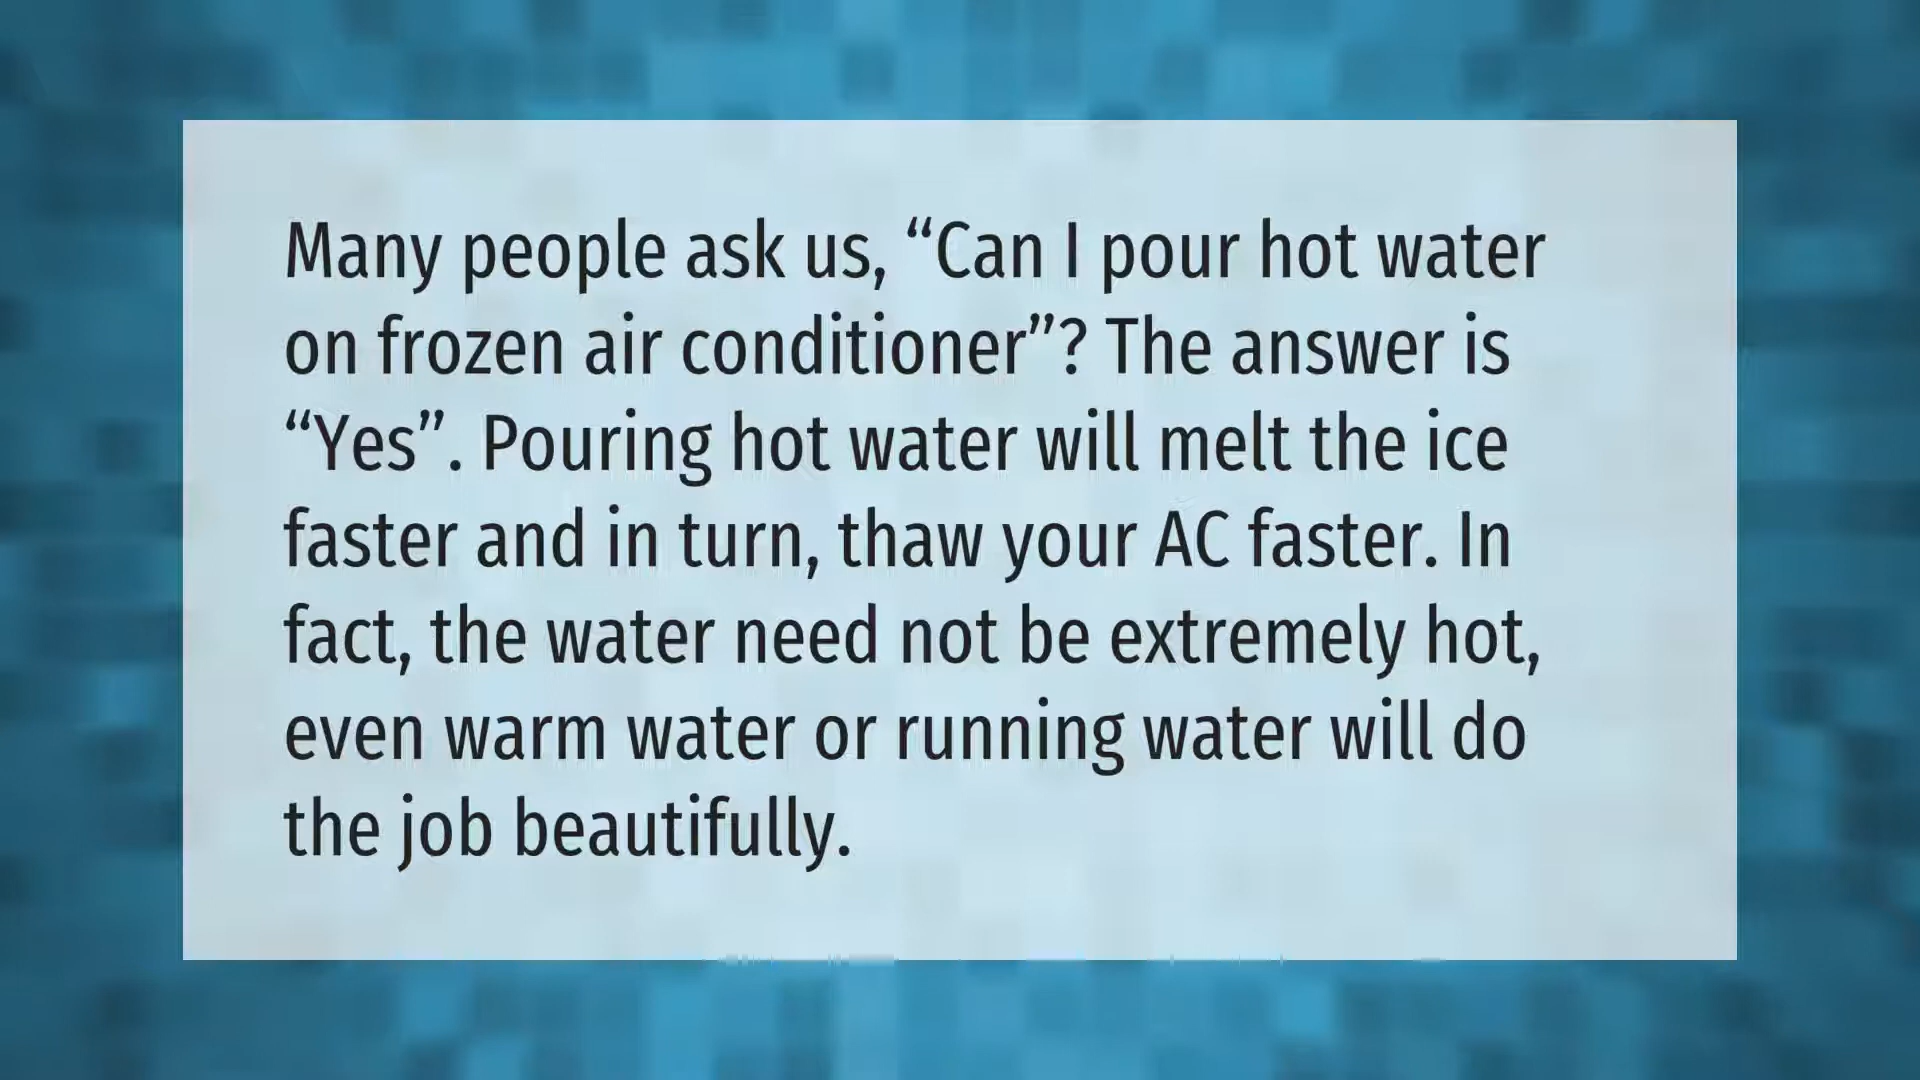 Many people ask us, “Can I pour hot water
on frozen air conditioner”? The answer is
“Yes”. Pouring hot water will melt the ice
faster and in turn, thaw your AC faster. In
fact, the water need not be extremely hot,
even warm water or running water will do
the job beautifully.